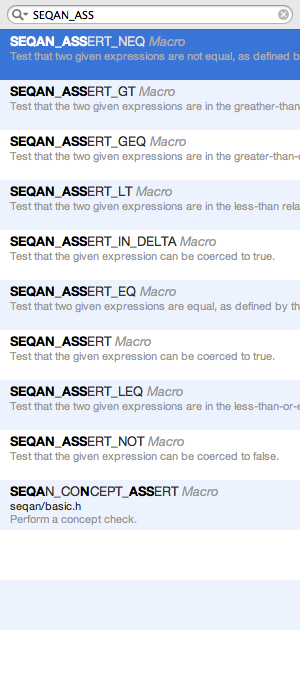 SEQAN_ASS
SEQAN_ASSERT_NEQ Macro
Test that two given expressions are not equal, as defined b
SEQAN_ASSERT_GT Macro
Test that the two given expressions are in the greather-than
SEQAN_ASSERT_GEQ Macro
Test that the two given expressions are in the greater-than-
SEQAN_ASSERT_LT Macro
Test that the two given expressions are in the less-than rela
SEQAN_ASSERT_IN_DELTA Macro
Test that the given expression can be coerced to true.
SEQAN_ASSERT_EQ Macro
Test that two given expressions are equal, as defined by th
SEQAN_ASSERT Macro
Test that the given expression can be coerced to true.
SEQAN_ASSERT_LEQ Macro
Test that the two given expressions are in the less-than-or-e
SEQAN_ASSERT_NOT Macro
Test that the given expression can be coerced to false.
SEQAN_CONCEPT_ASSERT Macro
seqan/basic.h
Perform a concept check.